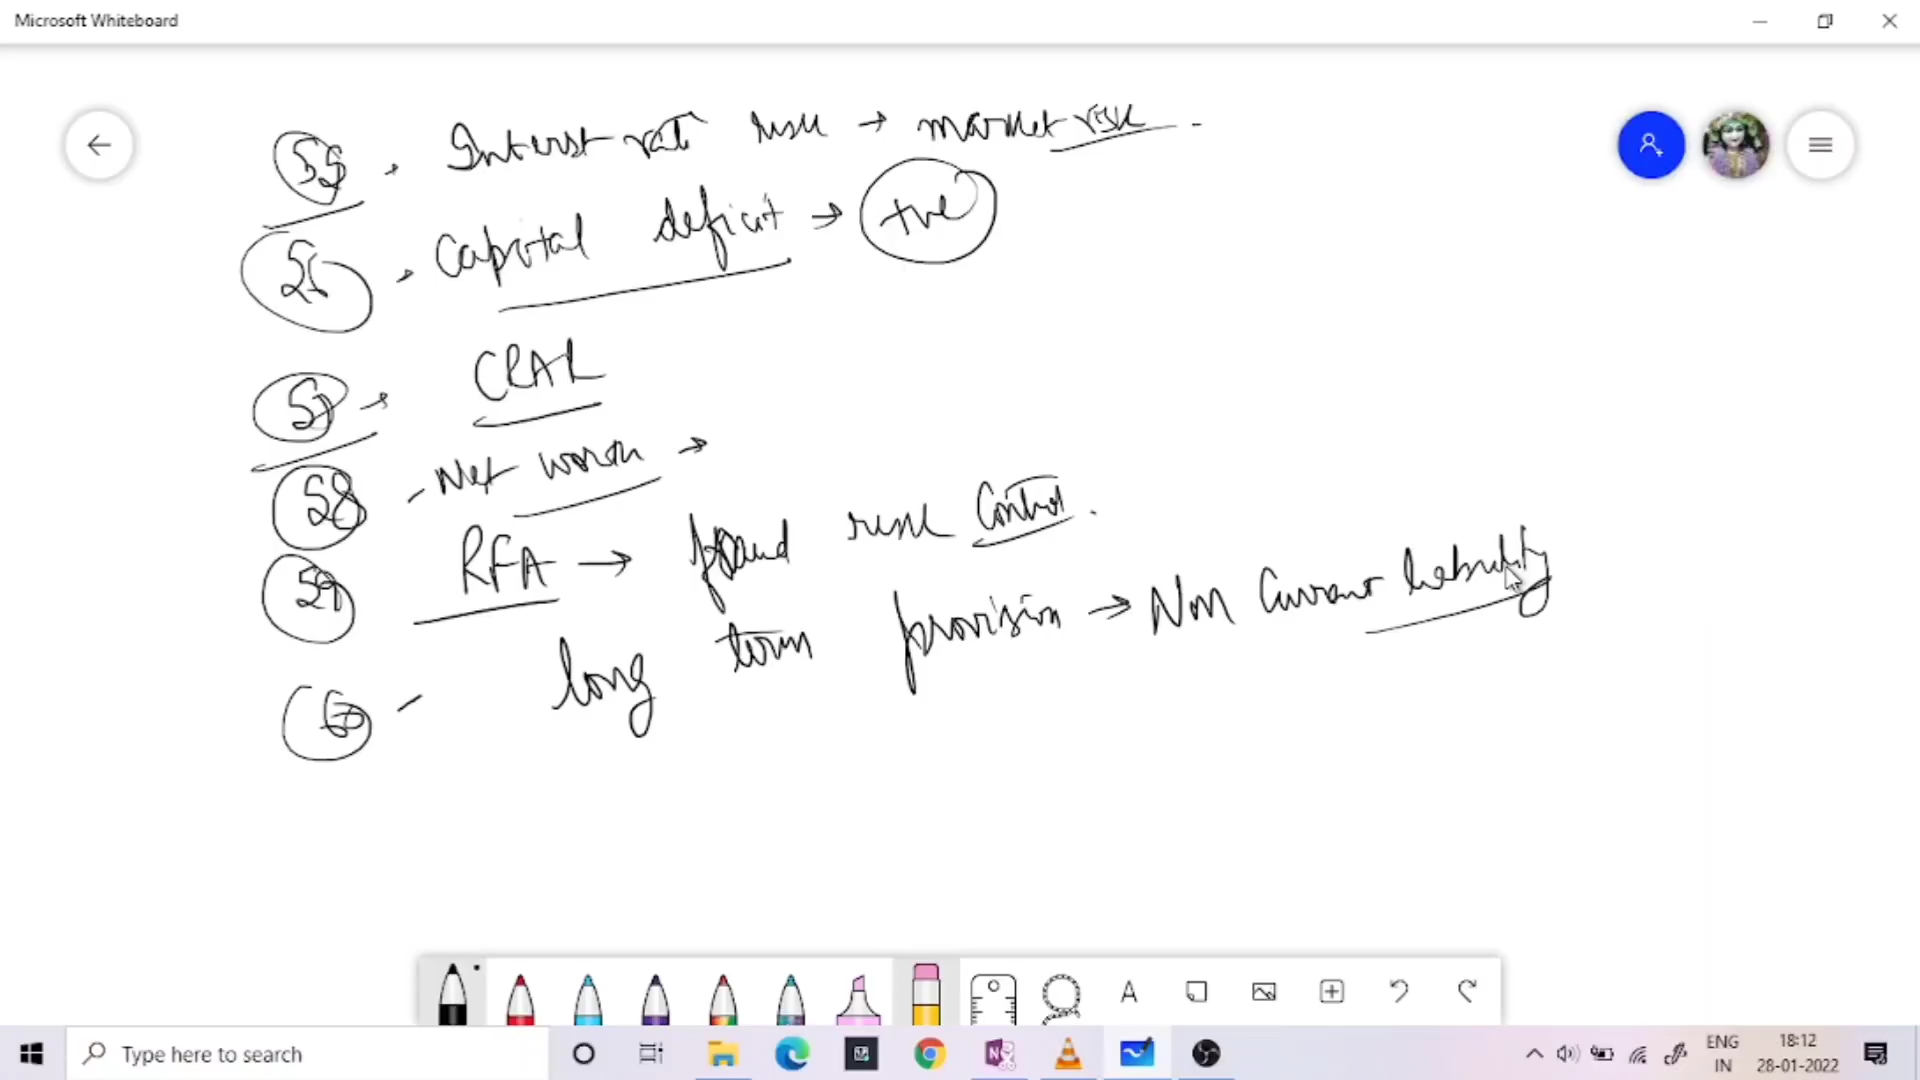 Microsoft Whiteboard
55 . Interst rate risk → market risk .
56 . Capital deficit → +ve
57 → CRAR
58 - Net worth →
59 RFA → fraud risk Control .
60 - long term provision → Non Current liability
A
Type here to search
ENG
IN
18:12
28-01-2022